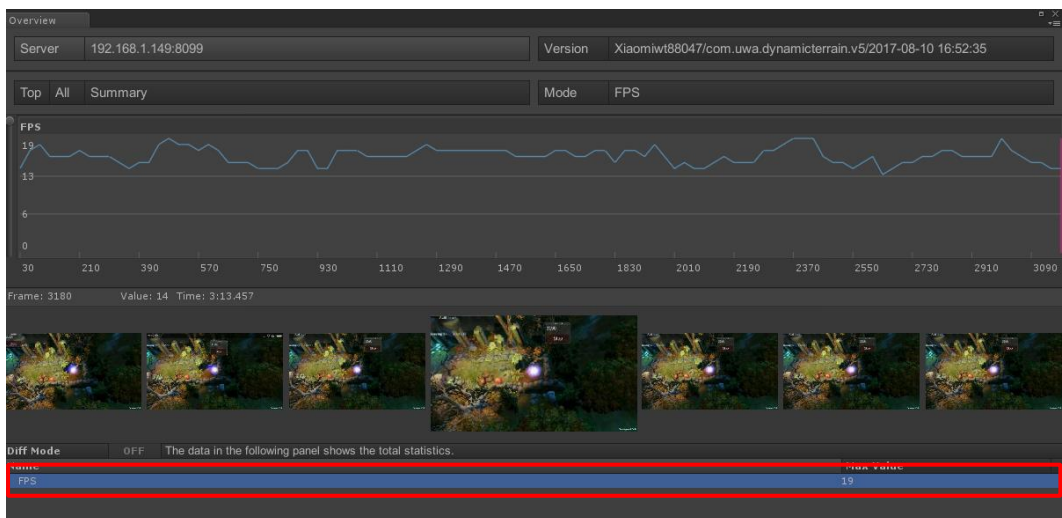 Overview
Server 192.168.1.149:8099 Version Xiaomiwt88047/com.uwa.dynamicterrain.v5/2017-08-10 16:52:35
Top All Summary Mode FPS
FPS
19
13
6
0
30 210 390 570 750 930 1110 1290 1470 1650 1830 2010 2190 2370 2550 2730 2910 3090
Frame: 3180 Value: 14 Time: 3:13.457
Diff Mode OFF The data in the following panel shows the total statistics.
Name Max Value
FPS 19